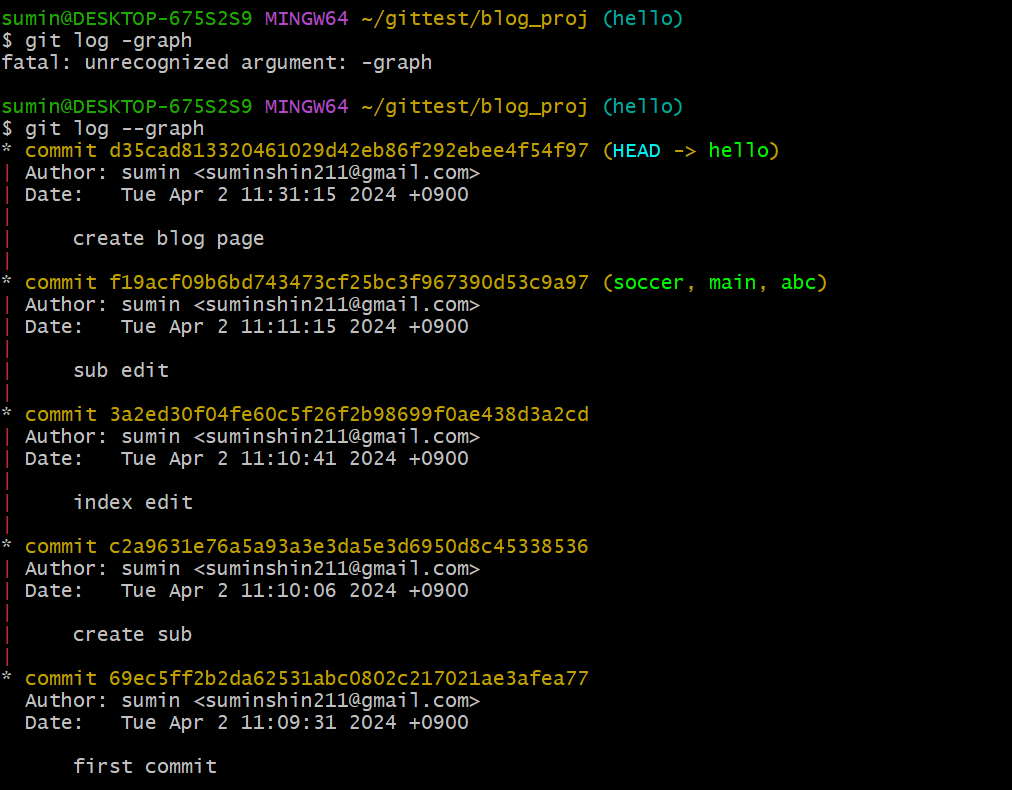 sumin@DESKTOP-675S2S9 MINGW64 ~/gittest/blog_proj (hello)
$ git log -graph
fatal: unrecognized argument: -graph
sumin@DESKTOP-675S2S9 MINGW64 ~/gittest/blog_proj (hello)
$ git log --graph
* commit d35cad813320461029d42eb86f292ebee4f54f97 (HEAD -> hello)
| Author: sumin <suminshin211@gmail.com>
| Date:   Tue Apr 2 11:31:15 2024 +0900
|
|     create blog page
|
* commit f19acf09b6bd743473cf25bc3f967390d53c9a97 (soccer, main, abc)
| Author: sumin <suminshin211@gmail.com>
| Date:   Tue Apr 2 11:11:15 2024 +0900
|
|     sub edit
|
* commit 3a2ed30f04fe60c5f26f2b98699f0ae438d3a2cd
| Author: sumin <suminshin211@gmail.com>
| Date:   Tue Apr 2 11:10:41 2024 +0900
|
|     index edit
|
* commit c2a9631e76a5a93a3e3da5e3d6950d8c45338536
| Author: sumin <suminshin211@gmail.com>
| Date:   Tue Apr 2 11:10:06 2024 +0900
|
|     create sub
|
* commit 69ec5ff2b2da62531abc0802c217021ae3afea77
  Author: sumin <suminshin211@gmail.com>
  Date:   Tue Apr 2 11:09:31 2024 +0900
      first commit